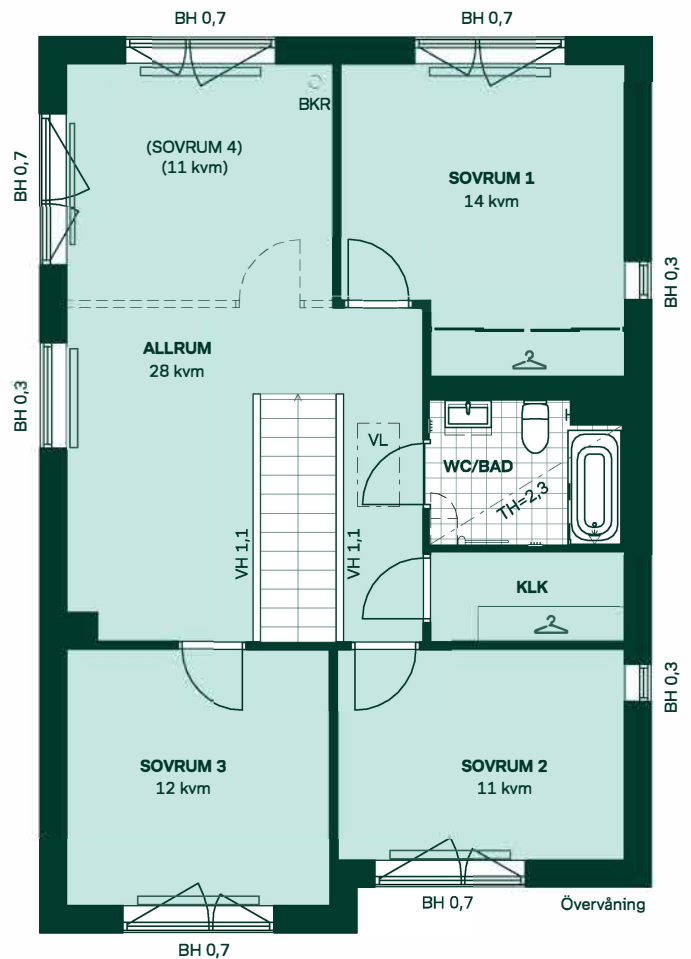 BH 0,7
BH 0,7
BKR
(SOVRUM 4)
(11 kvm)
BH 0,7
SOVRUM 1
14 kvm
BH 0,3
ALLRUM
28 kvm
BH 0,3
VL
WC/BAD
TH=2,3
VH 1,1
VH 1,1
KLK
BH 0,3
SOVRUM 3
12 kvm
SOVRUM 2
11 kvm
BH 0,7
Övervåning
BH 0,7